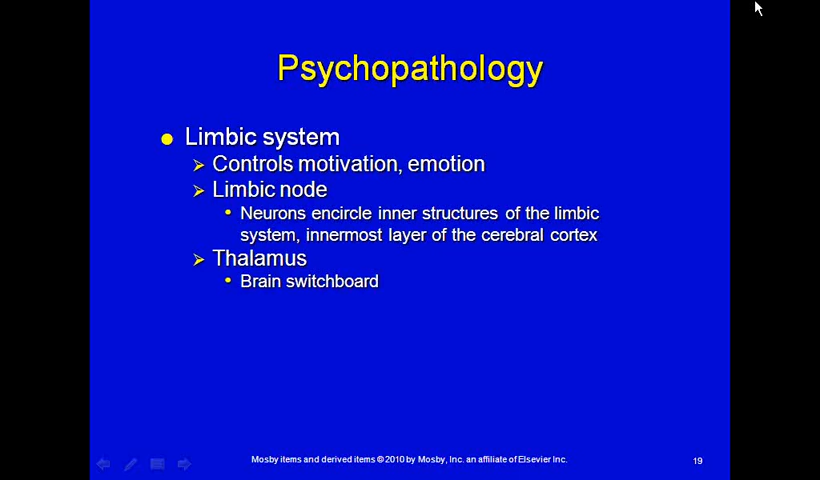 Psychopathology
Limbic system
Controls motivation, emotion
Limbic node
Neurons encircle inner structures of the limbic
system, innermost layer of the cerebral cortex
Thalamus
Brain switchboard
Mosby items and derived items © 2010 by Mosby, Inc. an affiliate of Elsevier Inc.
19